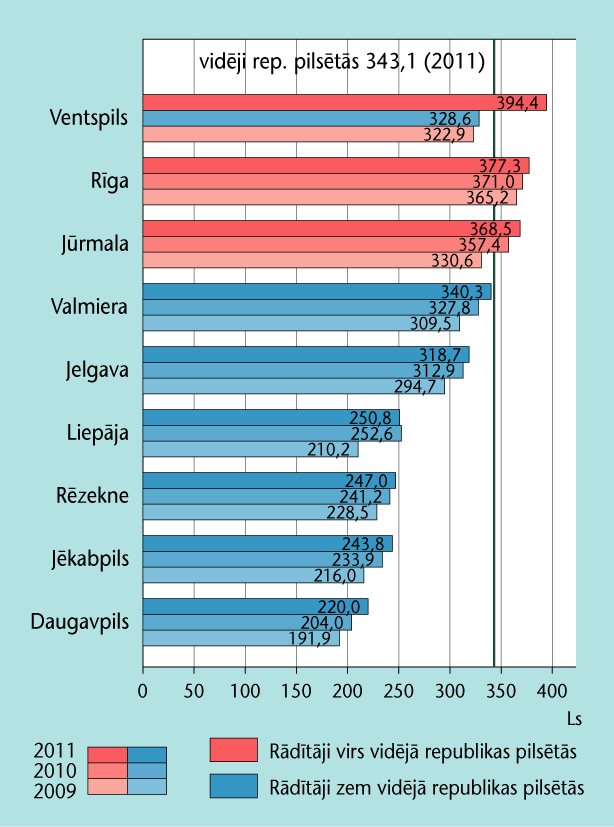 vidēji rep. pilsētās 343,1 (2011)
Ventspils
394,4
328,6
322,9
Rīga
377,3
371,0
365,2
Jūrmala
368,5
357,4
330,6
Valmiera
340,3
327,8
309,5
Jelgava
318,7
312,9
294,7
Liepāja
250,8
252,6
210,2
Rēzekne
247,0
241,2
228,5
Jēkabpils
243,8
233,9
216,0
Daugavpils
220,0
204,0
191,9
0 50 100 150 200 250 300 350 400
Ls
2011
2010
2009
Rādītāji virs vidējā republikas pilsētās
Rādītāji zem vidējā republikas pilsētās